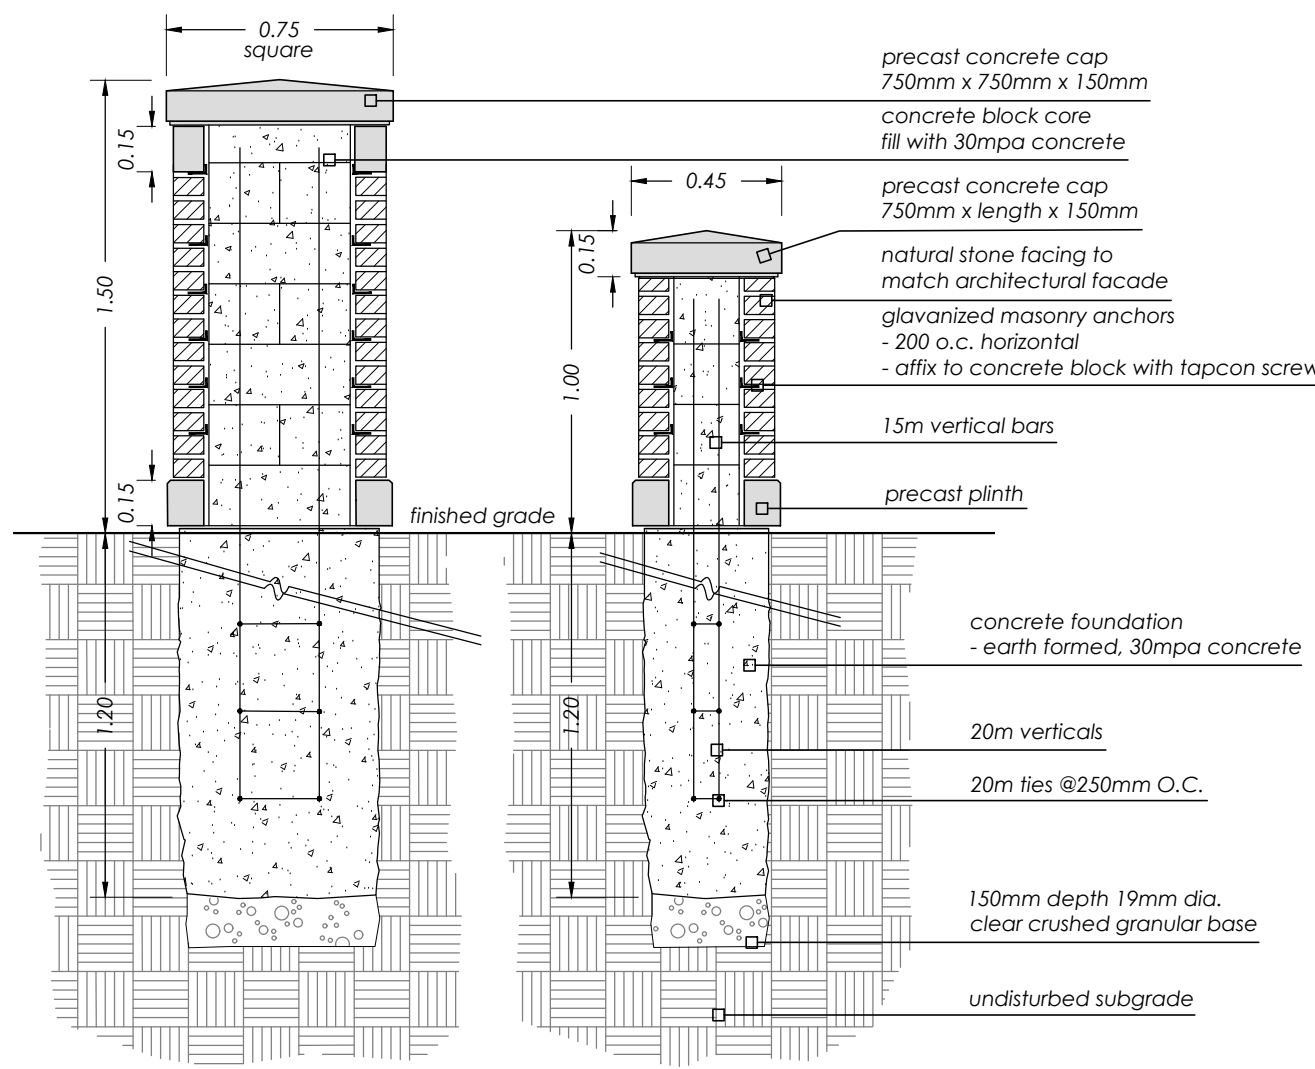 0.75
square
precast concrete cap
750mm x 750mm x 150mm
concrete block core
fill with 30mpa concrete
0.15
0.45
precast concrete cap
750mm x length x 150mm
0.15
natural stone facing to
match architectural facade
1.50
glavanized masonry anchors
- 200 o.c. horizontal
- affix to concrete block with tapcon screw
1.00
15m vertical bars
0.15
precast plinth
finished grade
concrete foundation
- earth formed, 30mpa concrete
1.20
1.20
20m verticals
20m ties @250mm O.C.
150mm depth 19mm dia.
clear crushed granular base
undisturbed subgrade